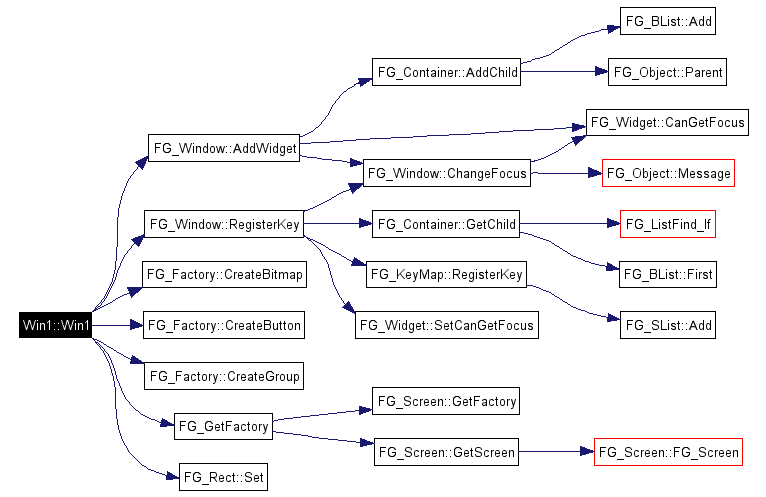 FG_BList::Add
FG_Container::AddChild
FG_Object::Parent
FG_Widget::CanGetFocus
FG_Window::AddWidget
FG_Window::ChangeFocus
FG_Object::Message
FG_Window::RegisterKey
FG_Container::GetChild
FG_ListFind_If
FG_Factory::CreateBitmap
FG_KeyMap::RegisterKey
FG_BList::First
Win1::Win1
FG_Factory::CreateButton
FG_Widget::SetCanGetFocus
FG_SList::Add
FG_Factory::CreateGroup
FG_Screen::GetFactory
FG_GetFactory
FG_Screen::GetScreen
FG_Screen::FG_Screen
FG_Rect::Set